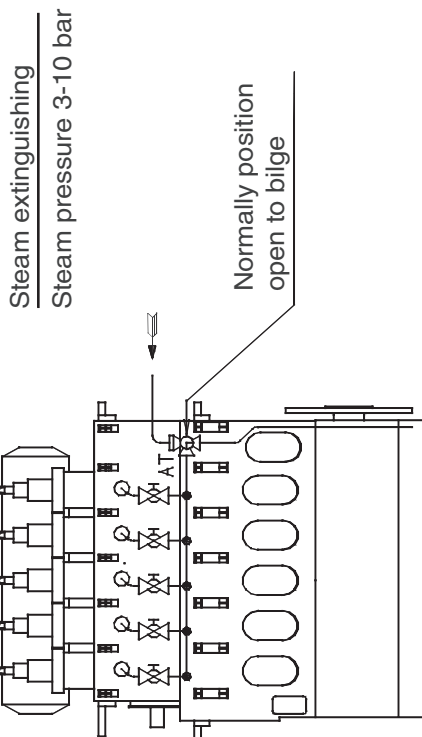 Steam extinguishing
Steam pressure 3-10 bar
Normally position
open to bilge
AT